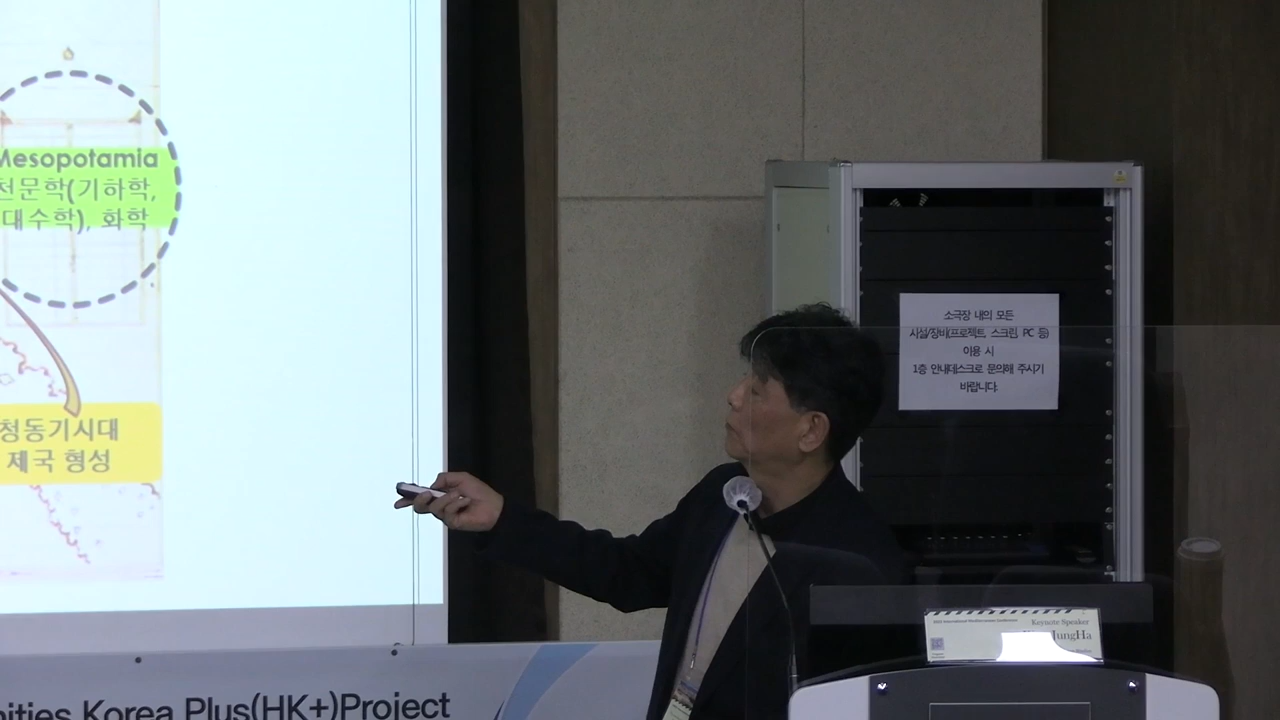 Mesopotamia
천문학(기하학,
대수학), 화학
청동기시대
제국 형성
소극장 내의 모든
시설/장비(프로젝트, 스크린, PC 등)
이용 시
1층 안내데스크로 문의해 주시기
바랍니다.
Keynote Speaker
JungHa
Korea Plus(HK+)Project